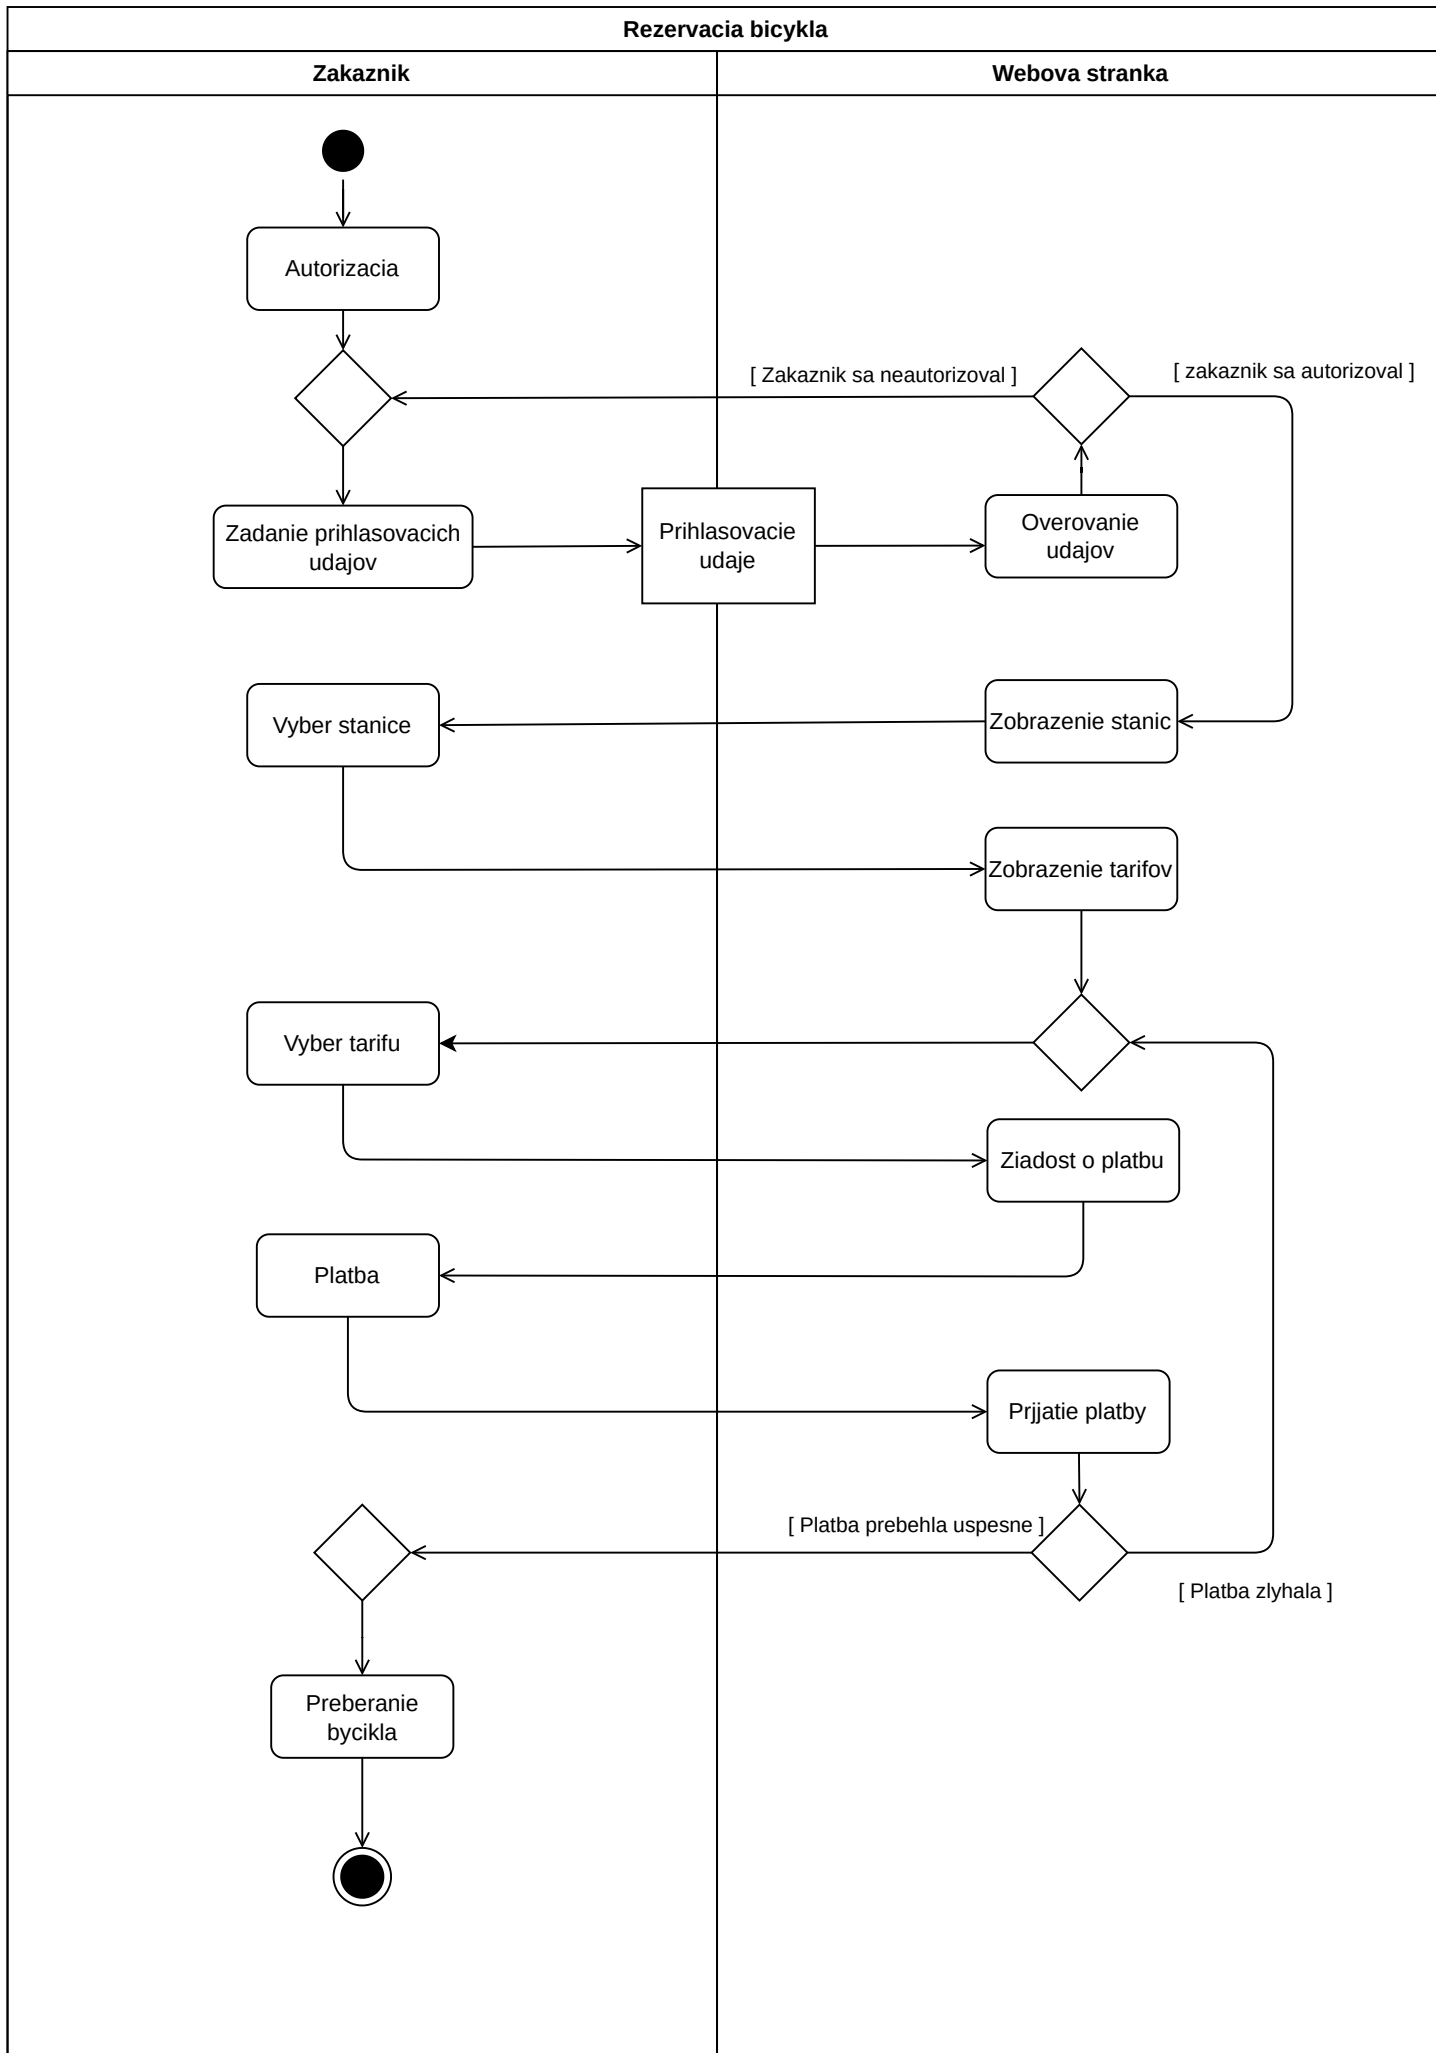 Rezervacia bicykla
Zakaznik
Webova stranka
Autorizacia
[ Zakaznik sa neautorizoval ]
[ zakaznik sa autorizoval ]
Zadanie prihlasovacich
udajov
Prihlasovacie
udaje
Overovanie
udajov
Vyber stanice
Zobrazenie stanic
Zobrazenie tarifov
Vyber tarifu
Ziadost o platbu
Platba
Prjjatie platby
[ Platba prebehla uspesne ]
[ Platba zlyhala ]
Preberanie
bycikla